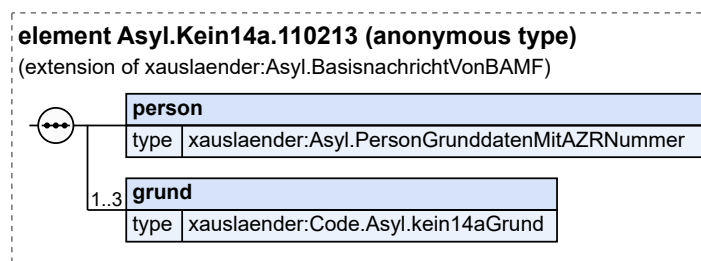 element Asyl.Kein14a.110213 (anonymous type)
(extension of xauslaender:Asyl.BasisnachrichtVonBAMF)
person
type xauslaender:Asyl.PersonGrunddatenMitAZRNummer
1..3 grund
type xauslaender:Code.Asyl.kein14aGrund